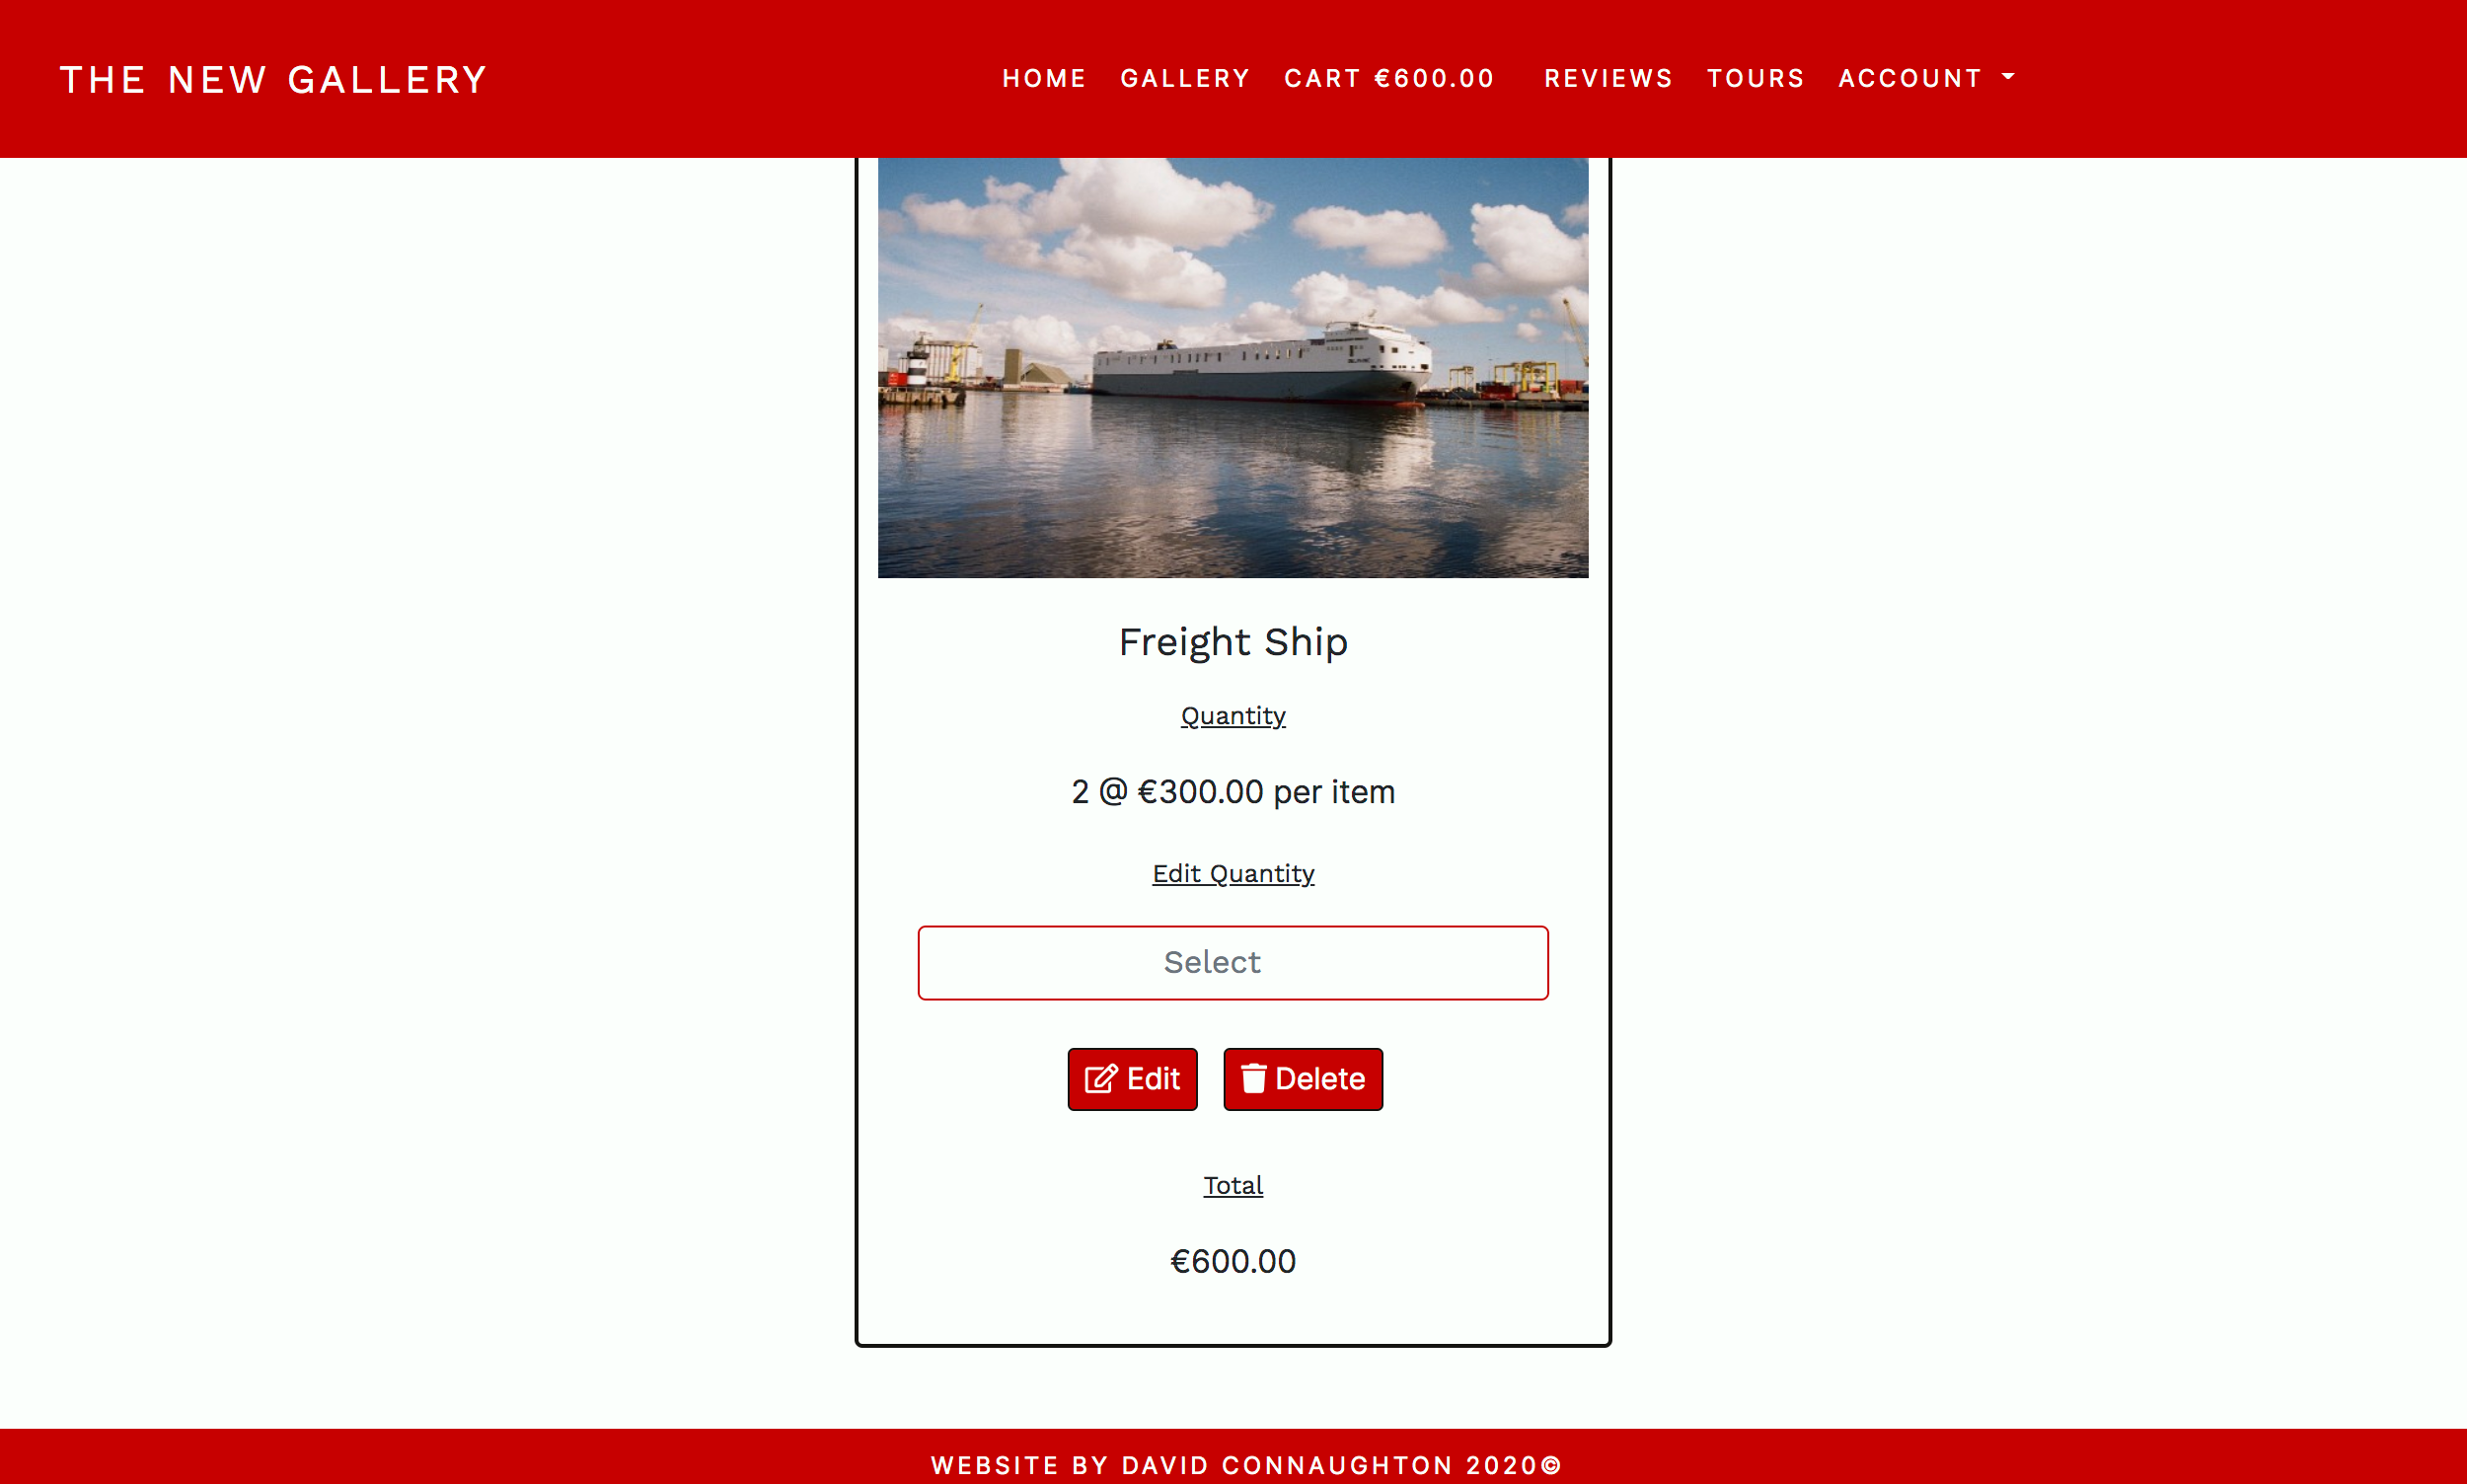 THE NEW GALLERY
HOME GALLERY CART €600.00 REVIEWS TOURS ACCOUNT
Freight Ship
Quantity
2 @ €300.00 per item
Edit Quantity
Select
Edit Delete
Total
€600.00
WEBSITE BY DAVID CONNAUGHTON 2020©